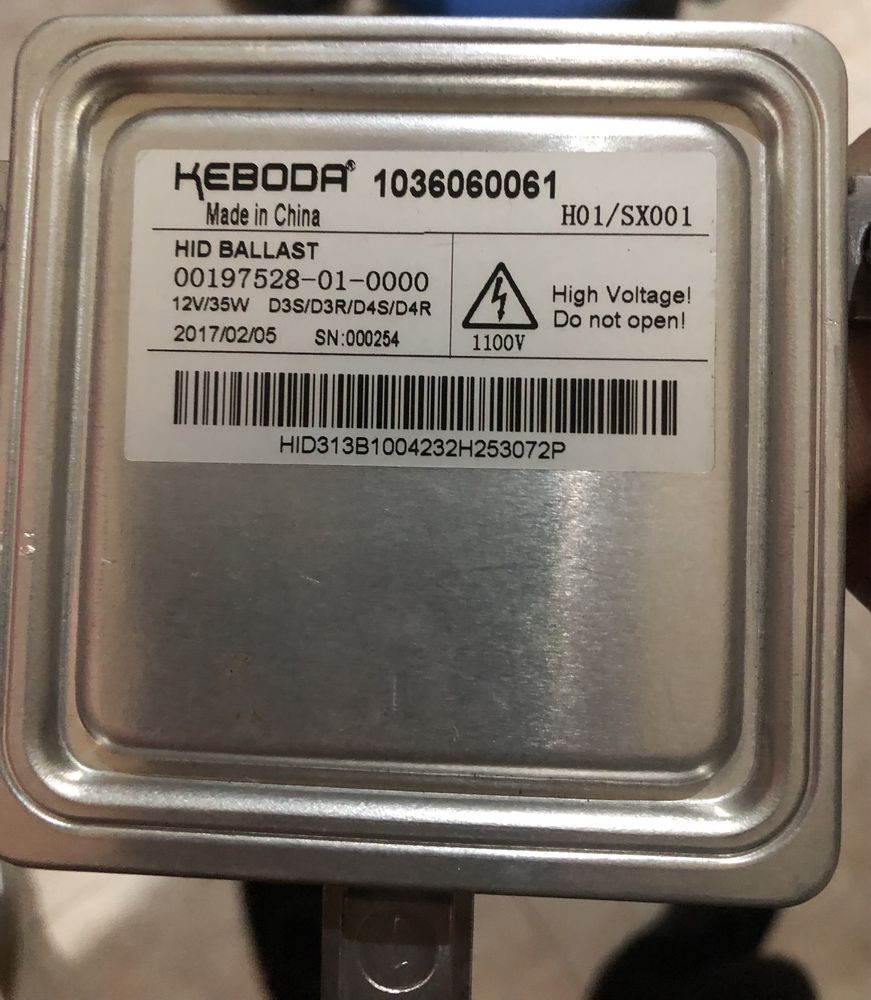 KEBODA® 1036060061
Made in China H01/SX001
HID BALLAST
00197528-01-0000
12V/35W D3S/D3R/D4S/D4R
2017/02/05 SN:000254
High Voltage!
Do not open!
1100V
HID313B1004232H253072P